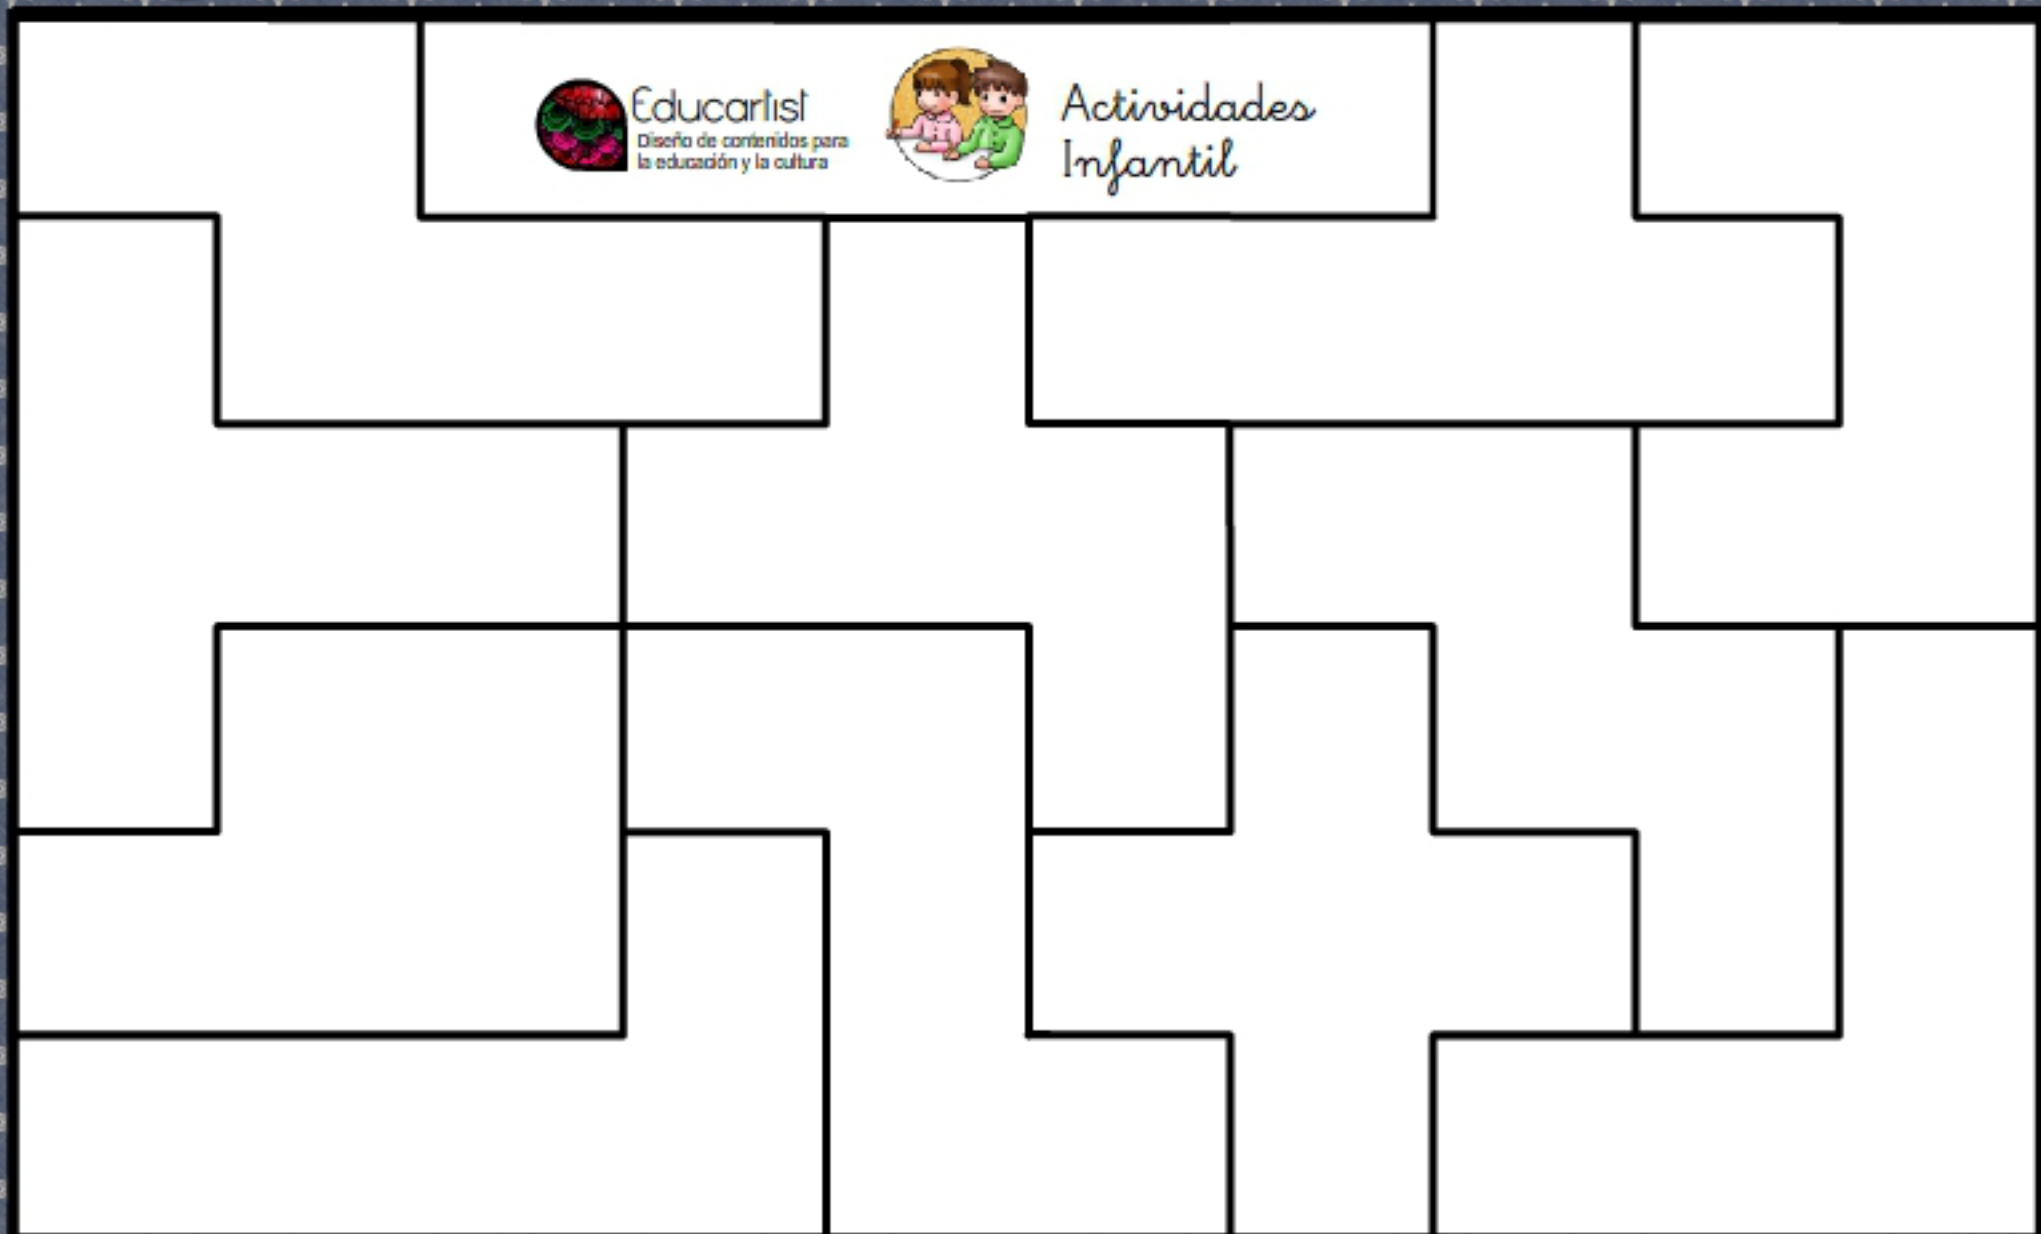 Educartist
Diseño de contenidos para
la educación y la cultura
Actividades
Infantil